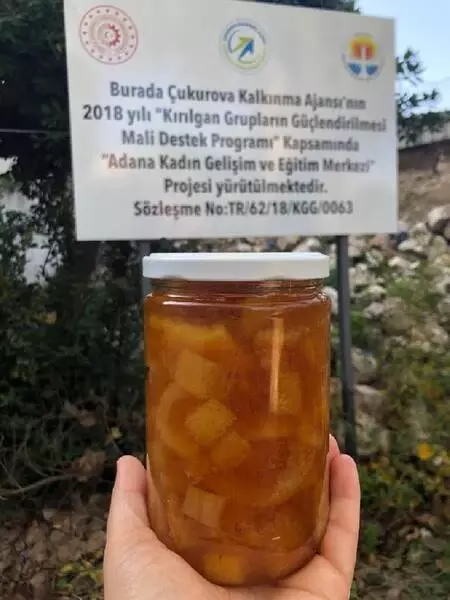 Burada Çukurova Kalkınma Ajansı'nın
2018 yılı "Kırılgan Grupların Güçlendirilmesi
Mali Destek Programı" Kapsamında
"Adana Kadın Gelişim ve Eğitim Merkezi"
Projesi yürütülmektedir.
Sözleşme No:TR/62/18/KGG/0063